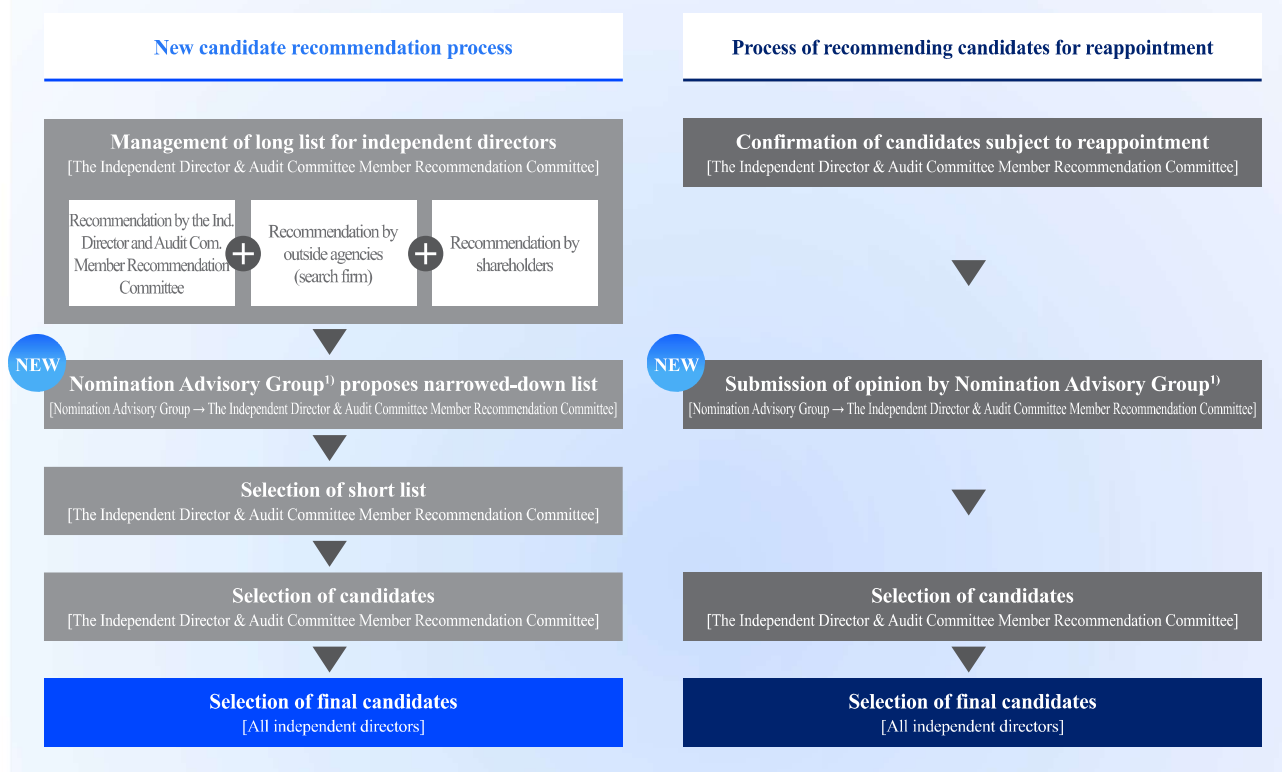 New candidate recommendation process
Management of long list for independent directors
[The Independent Director & Audit Committee Member Recommendation Committee]
Recommendation by the Ind.
Director and Audit Com.
Member Recommendation
Committee
Recommendation by
outside agencies
(search firm)
Recommendation by
shareholders
NEW
Nomination Advisory Group1) proposes narrowed-down list
[Nomination Advisory Group → The Independent Director & Audit Committee Member Recommendation Committee]
Selection of short list
[The Independent Director & Audit Committee Member Recommendation Committee]
Selection of candidates
[The Independent Director & Audit Committee Member Recommendation Committee]
Selection of final candidates
[All independent directors]
Process of recommending candidates for reappointment
Confirmation of candidates subject to reappointment
[The Independent Director & Audit Committee Member Recommendation Committee]
NEW
Submission of opinion by Nomination Advisory Group1)
[Nomination Advisory Group → The Independent Director & Audit Committee Member Recommendation Committee]
Selection of candidates
[The Independent Director & Audit Committee Member Recommendation Committee]
Selection of final candidates
[All independent directors]